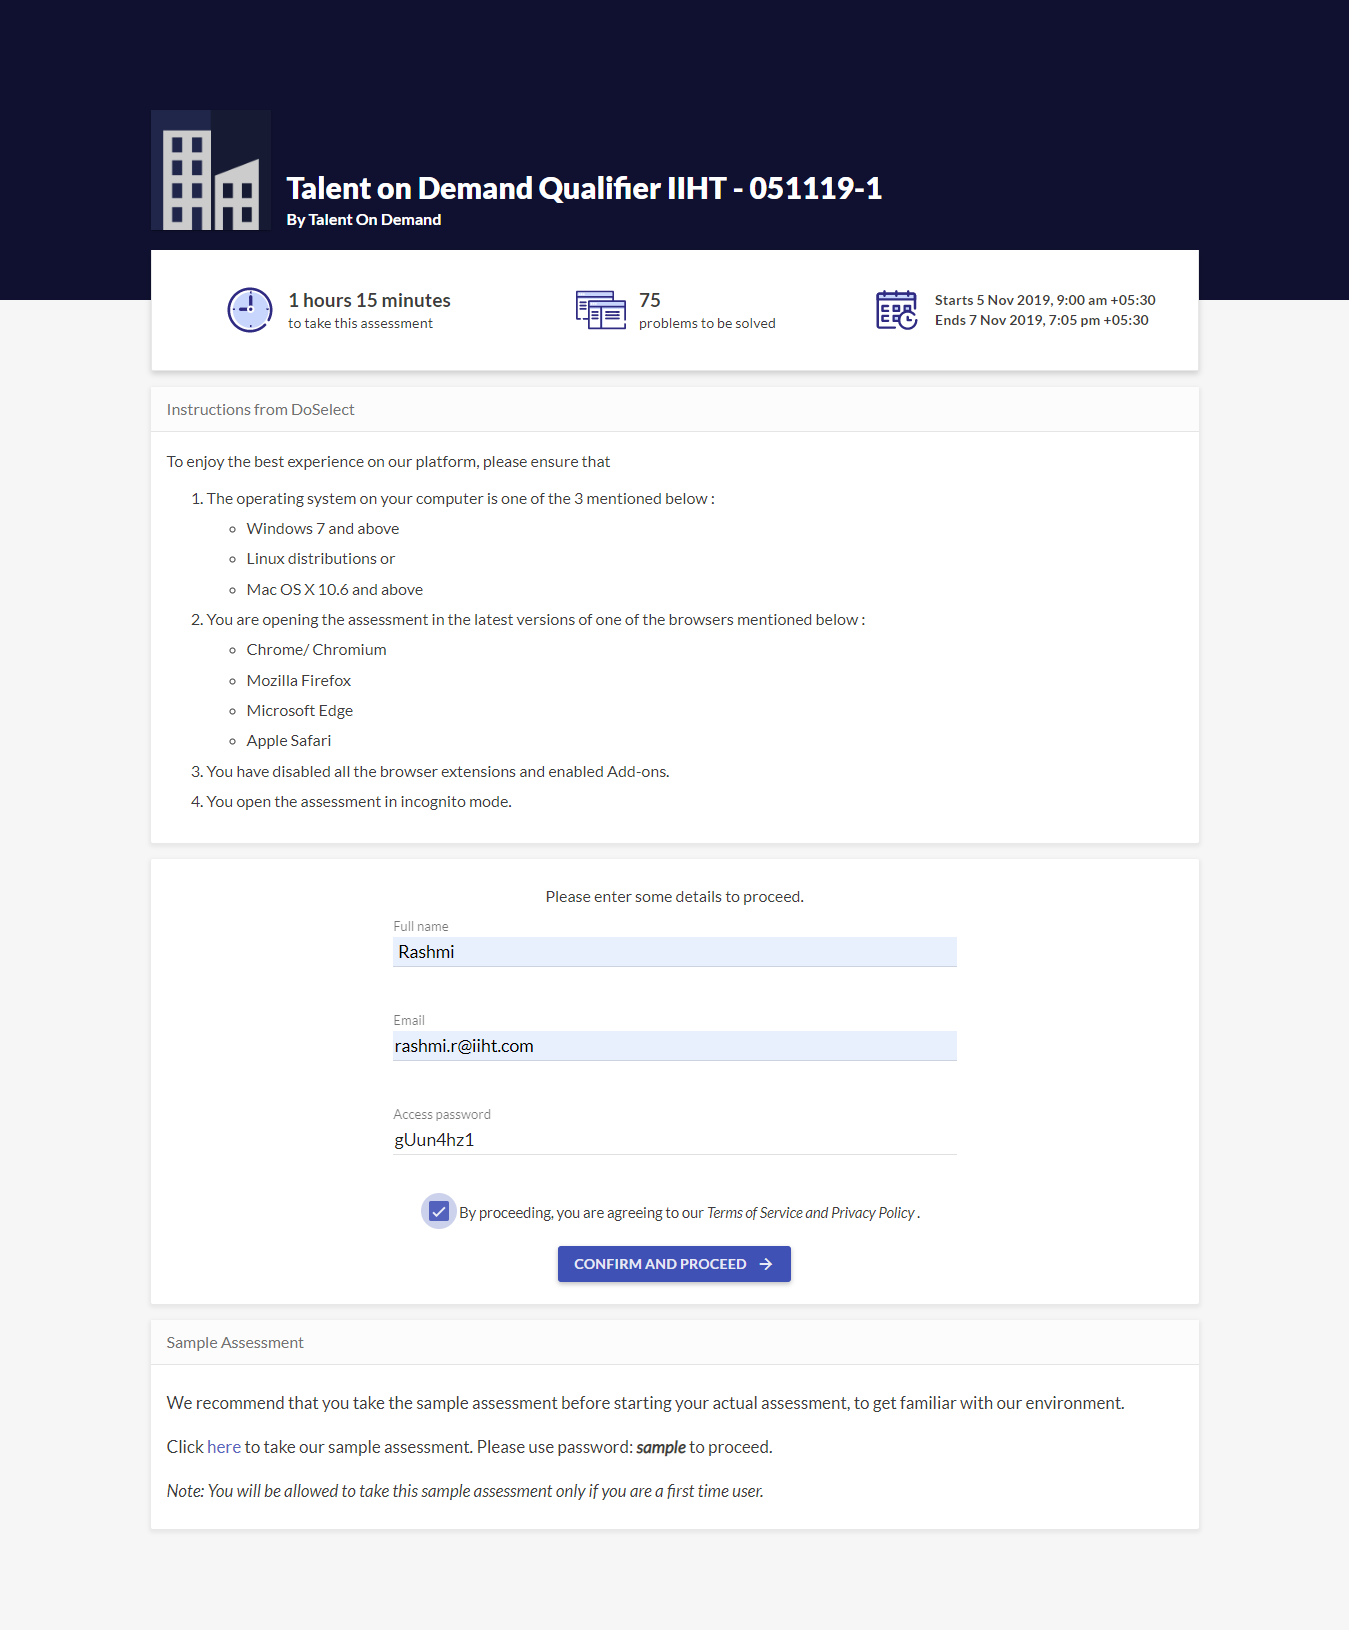 Talent on Demand Qualifier IIHT - 051119-1
By Talent On Demand
1 hours 15 minutes
to take this assessment
75
problems to be solved
Starts 5 Nov 2019, 9:00 am +05:30
Ends 7 Nov 2019, 7:05 pm +05:30
Instructions from DoSelect
To enjoy the best experience on our platform, please ensure that
1. The operating system on your computer is one of the 3 mentioned below :
Windows 7 and above
Linux distributions or
Mac OS X 10.6 and above
2. You are opening the assessment in the latest versions of one of the browsers mentioned below :
Chrome/ Chromium
Mozilla Firefox
Microsoft Edge
Apple Safari
3. You have disabled all the browser extensions and enabled Add-ons.
4. You open the assessment in incognito mode.
Please enter some details to proceed.
Full name
Rashmi
Email
rashmi.r@iiht.com
Access password
gUun4hz1
By proceeding, you are agreeing to our Terms of Service and Privacy Policy .
CONFIRM AND PROCEED
Sample Assessment
We recommend that you take the sample assessment before starting your actual assessment, to get familiar with our environment.
Click here to take our sample assessment. Please use password: sample to proceed.
Note: You will be allowed to take this sample assessment only if you are a first time user.